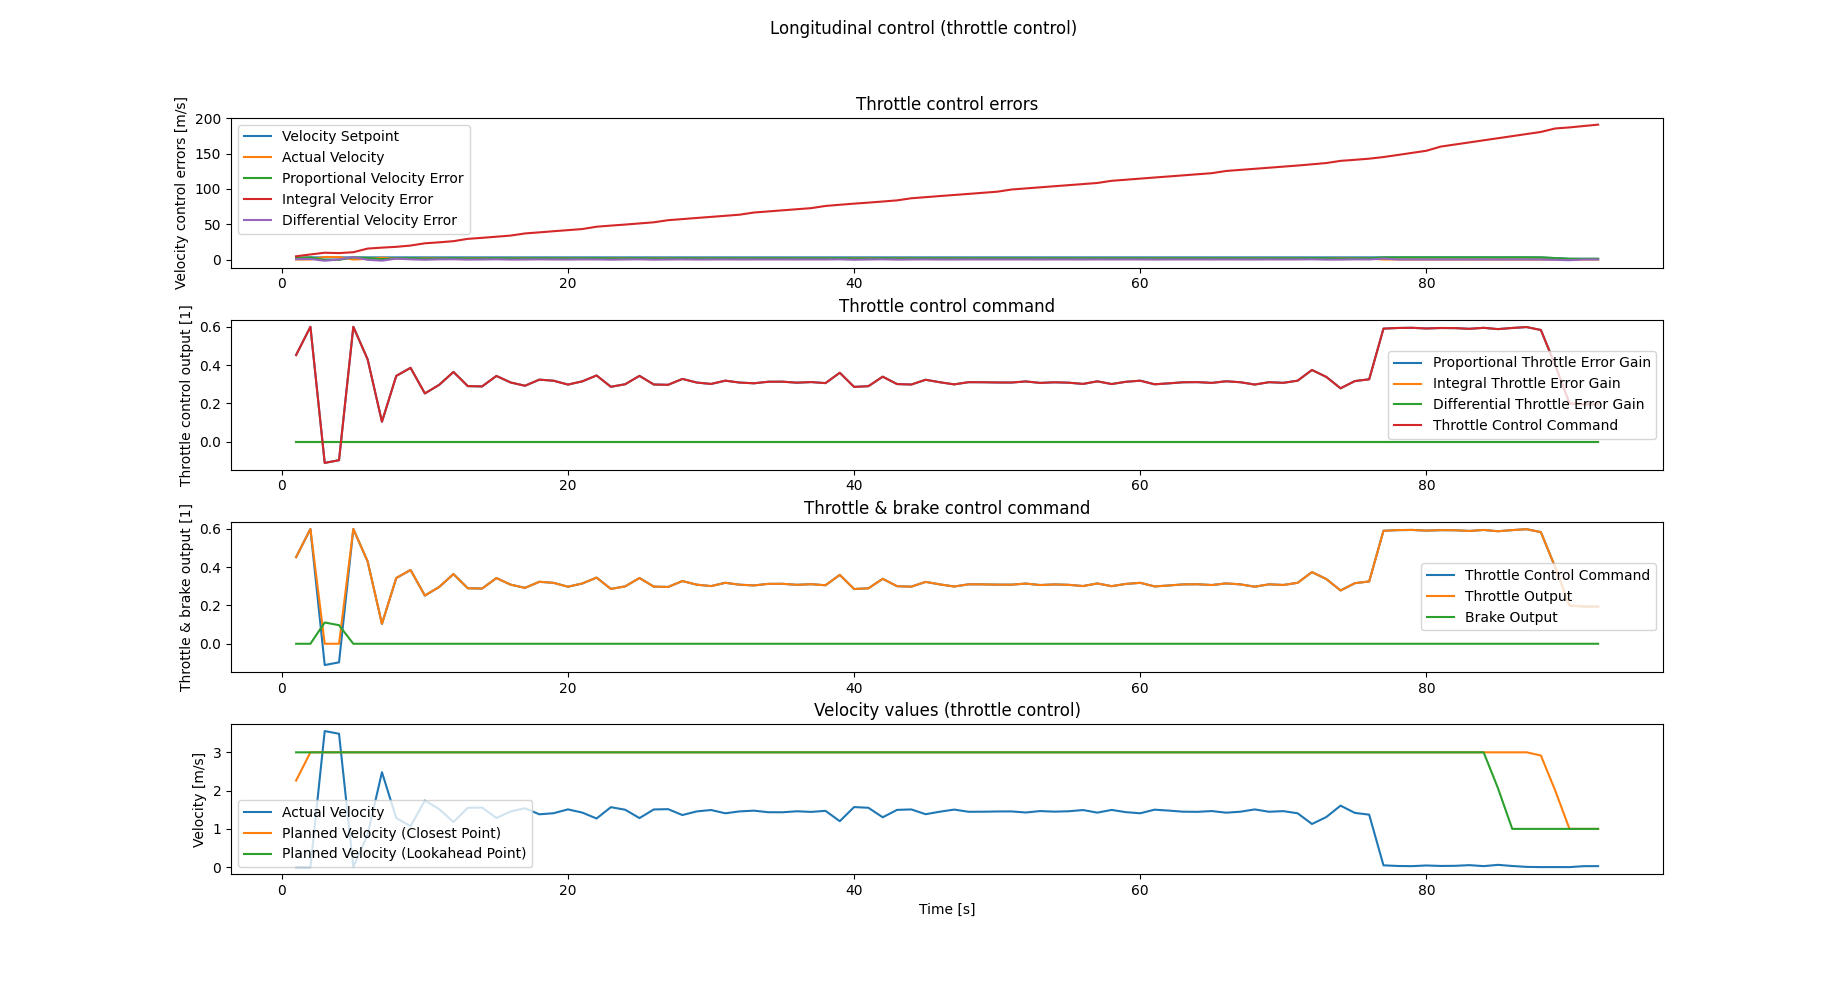 Longitudinal control (throttle control)
Throttle control errors
Velocity control errors [m/s]
200
150
100
50
0
Velocity Setpoint
Actual Velocity
Proportional Velocity Error
Integral Velocity Error
Differential Velocity Error
0 20 40 60 80
Throttle control command
Throttle control output [1]
0.6
0.4
0.2
0.0
Proportional Throttle Error Gain
Integral Throttle Error Gain
Differential Throttle Error Gain
Throttle Control Command
0 20 40 60 80
Throttle & brake control command
Throttle & brake output [1]
0.6
0.4
0.2
0.0
Throttle Control Command
Throttle Output
Brake Output
0 20 40 60 80
Velocity values (throttle control)
Velocity [m/s]
3
2
1
0
Actual Velocity
Planned Velocity (Closest Point)
Planned Velocity (Lookahead Point)
0 20 40 60 80
Time [s]